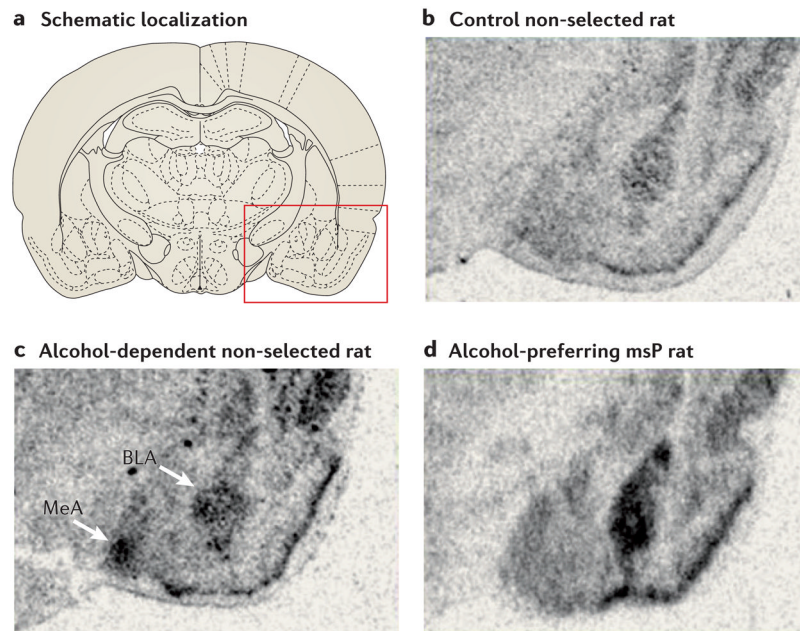 a Schematic localization
b Control non-selected rat
c Alcohol-dependent non-selected rat
d Alcohol-preferring msP rat
BLA
MeA